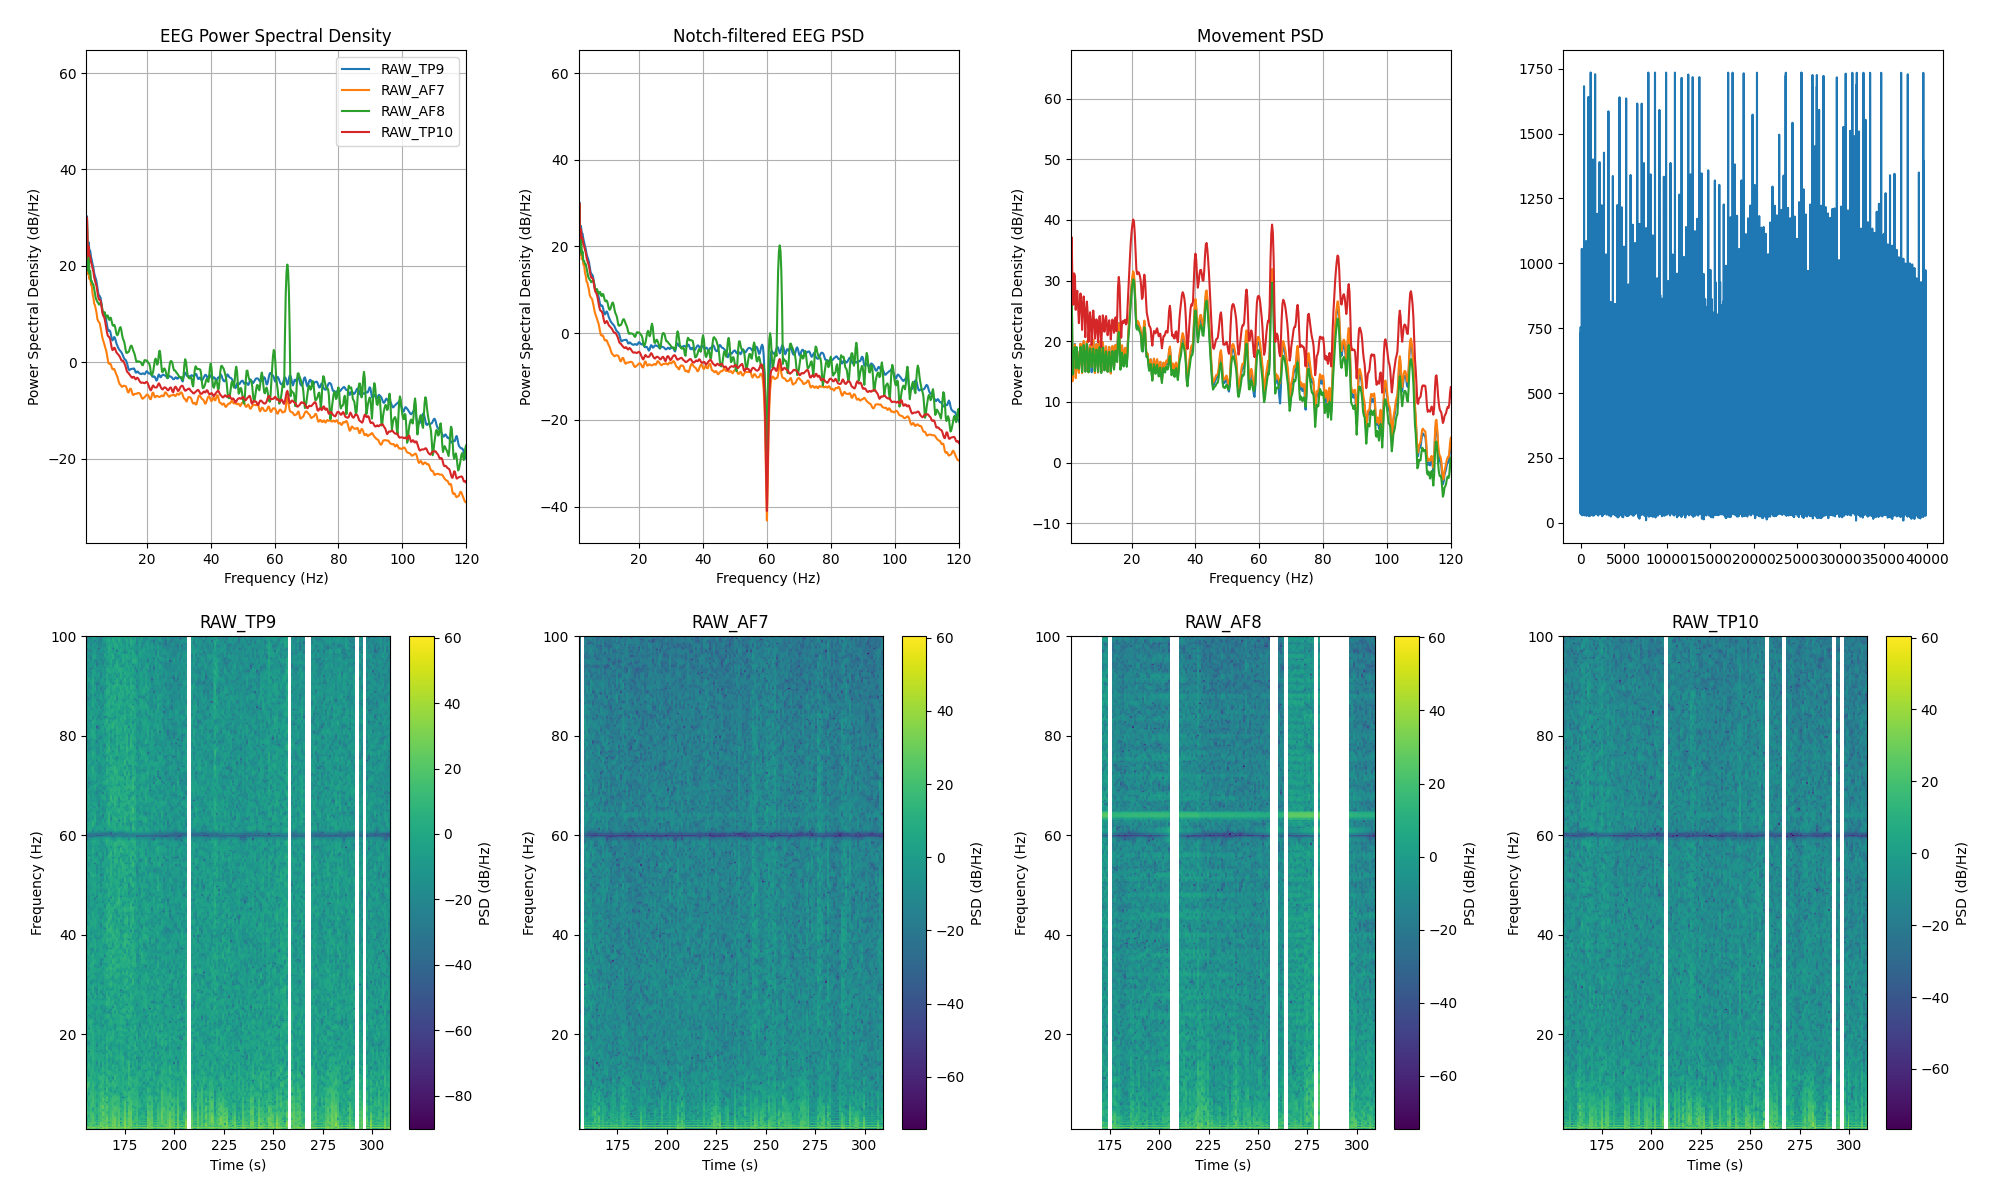 EEG Power Spectral Density
Power Spectral Density (dB/Hz)
60
40
20
0
−20
RAW_TP9
RAW_AF7
RAW_AF8
RAW_TP10
20 40 60 80 100 120
Frequency (Hz)
Notch-filtered EEG PSD
Power Spectral Density (dB/Hz)
60
40
20
0
−20
−40
20 40 60 80 100 120
Frequency (Hz)
Movement PSD
Power Spectral Density (dB/Hz)
60
50
40
30
20
10
0
−10
20 40 60 80 100 120
Frequency (Hz)
1750
1500
1250
1000
750
500
250
0
0 5000 10000 15000 20000 25000 30000 35000 40000
RAW_TP9
Frequency (Hz)
100
80
60
40
20
175 200 225 250 275 300
Time (s)
60
40
20
0
−20
−40
−60
−80
PSD (dB/Hz)
RAW_AF7
Frequency (Hz)
100
80
60
40
20
175 200 225 250 275 300
Time (s)
60
40
20
0
−20
−40
−60
PSD (dB/Hz)
RAW_AF8
Frequency (Hz)
100
80
60
40
20
175 200 225 250 275 300
Time (s)
60
40
20
0
−20
−40
−60
PSD (dB/Hz)
RAW_TP10
Frequency (Hz)
100
80
60
40
20
175 200 225 250 275 300
Time (s)
60
40
20
0
−20
−40
−60
PSD (dB/Hz)